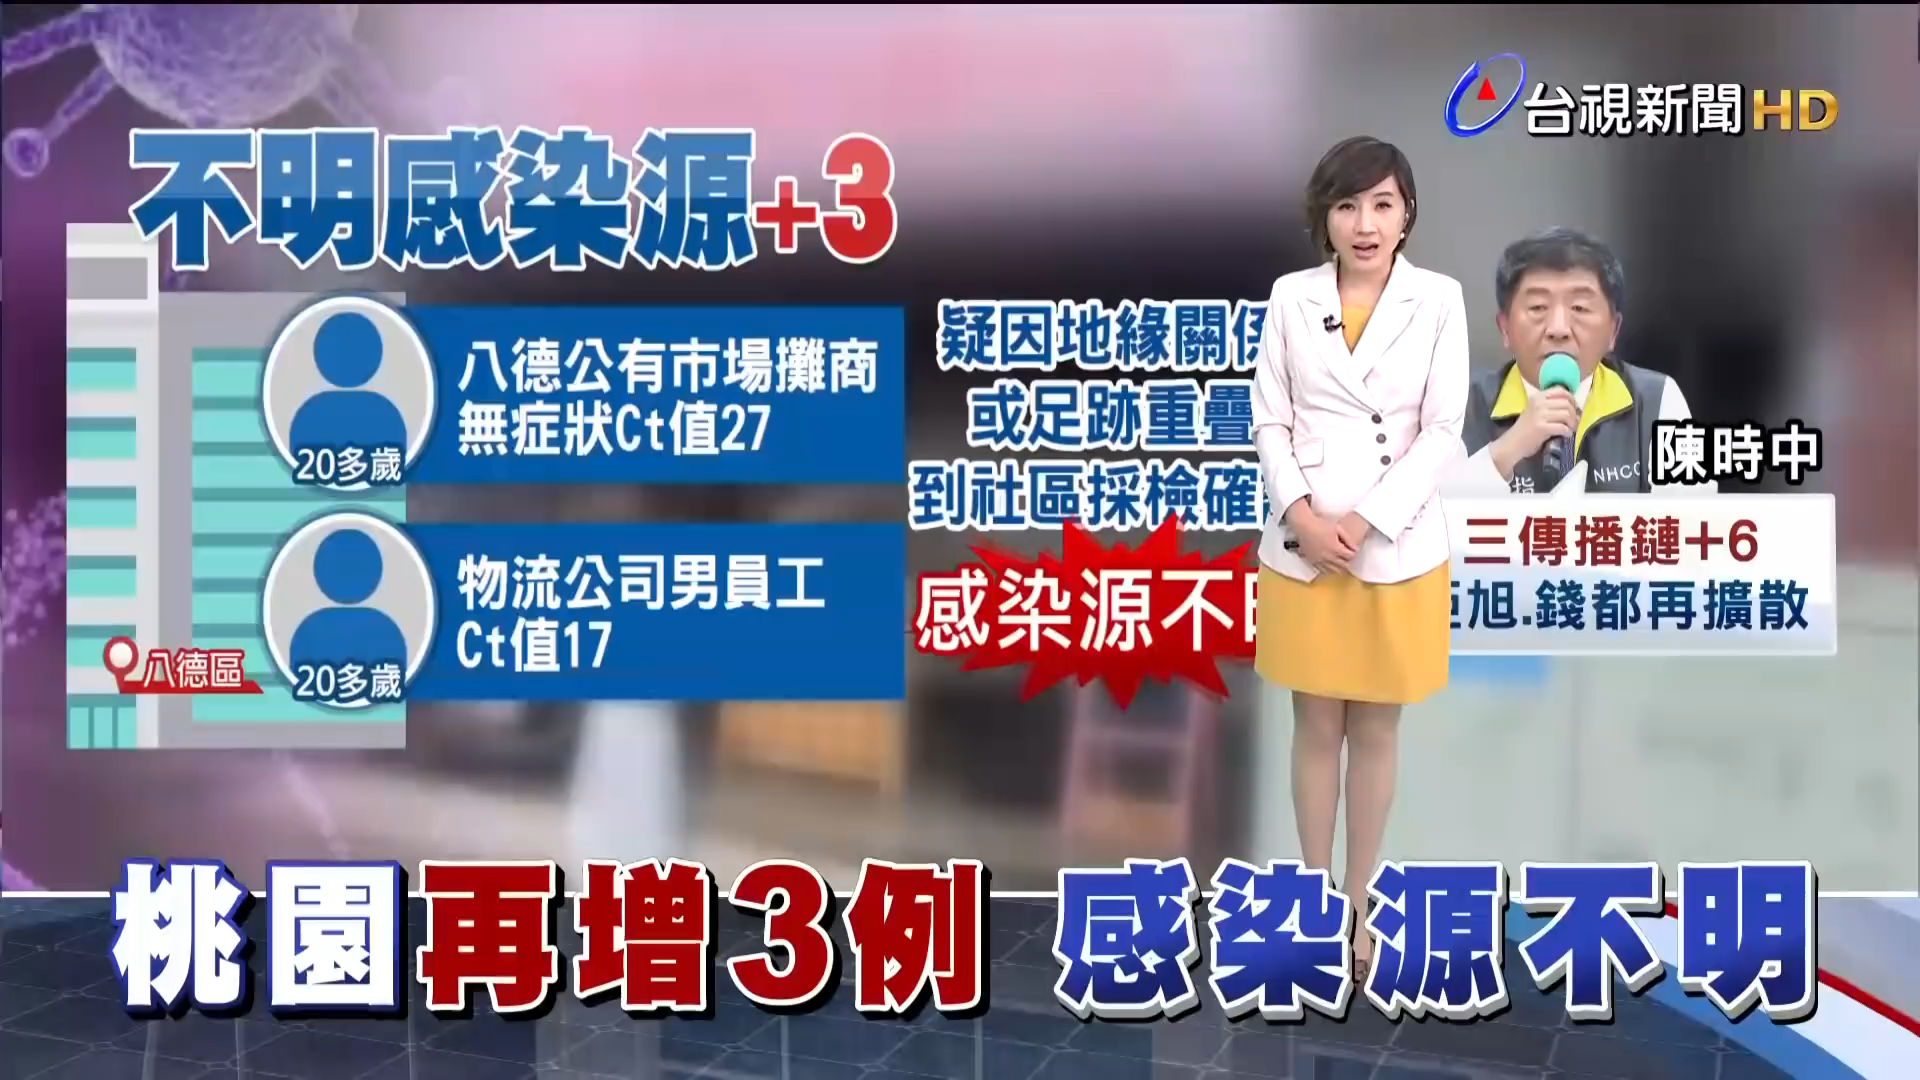 台視新聞HD
不明感染源+3
八德公有市場攤商
無症狀Ct值27
20多歲
物流公司男員工
Ct值17
20多歲
八德區
疑因地緣關係
或足跡重疊
到社區採檢確
感染源不
NHCC
指
陳時中
三傳播鏈+6
旭.錢都再擴散
桃園再增3例 感染源不明